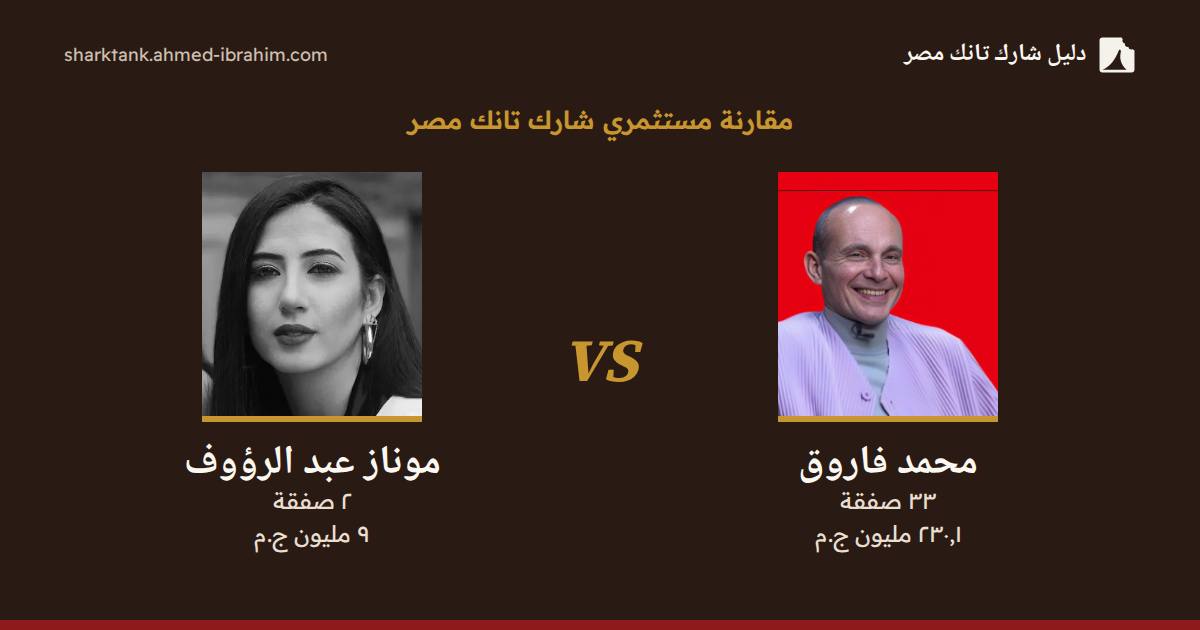 دليل شارك تانك مصر
sharktank.ahmed-ibrahim.com
مقارنة مستثمري شارك تانك مصر
محمد فاروق
٣٣ صفقة
٢٣٠,١ مليون ج.م
VS
موناز عبد الرؤوف
٢ صفقة
٩ مليون ج.م